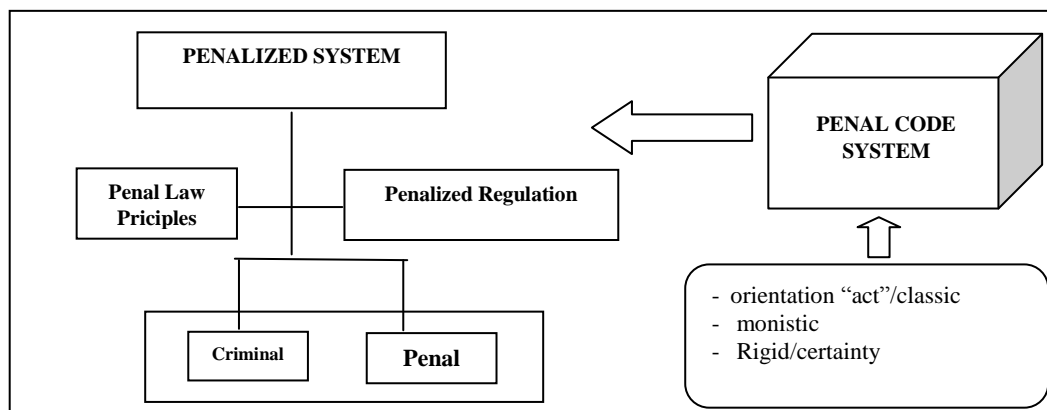 PENALIZED SYSTEM
PENAL CODE
SYSTEM
Penal Law
Priciples
Penalized Regulation
Criminal
Penal
- orientation “act”/classic
- monistic
- Rigid/certainty